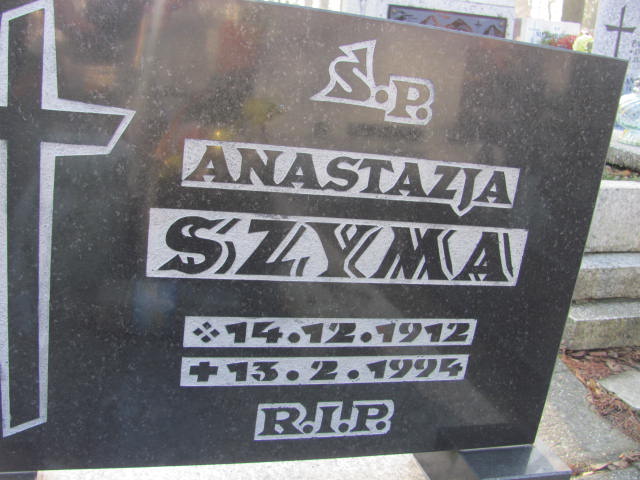 Ś.P.
ANASTAZJA
SZYMA
❖14.12.1912
+13.2.1994
R.I.P.